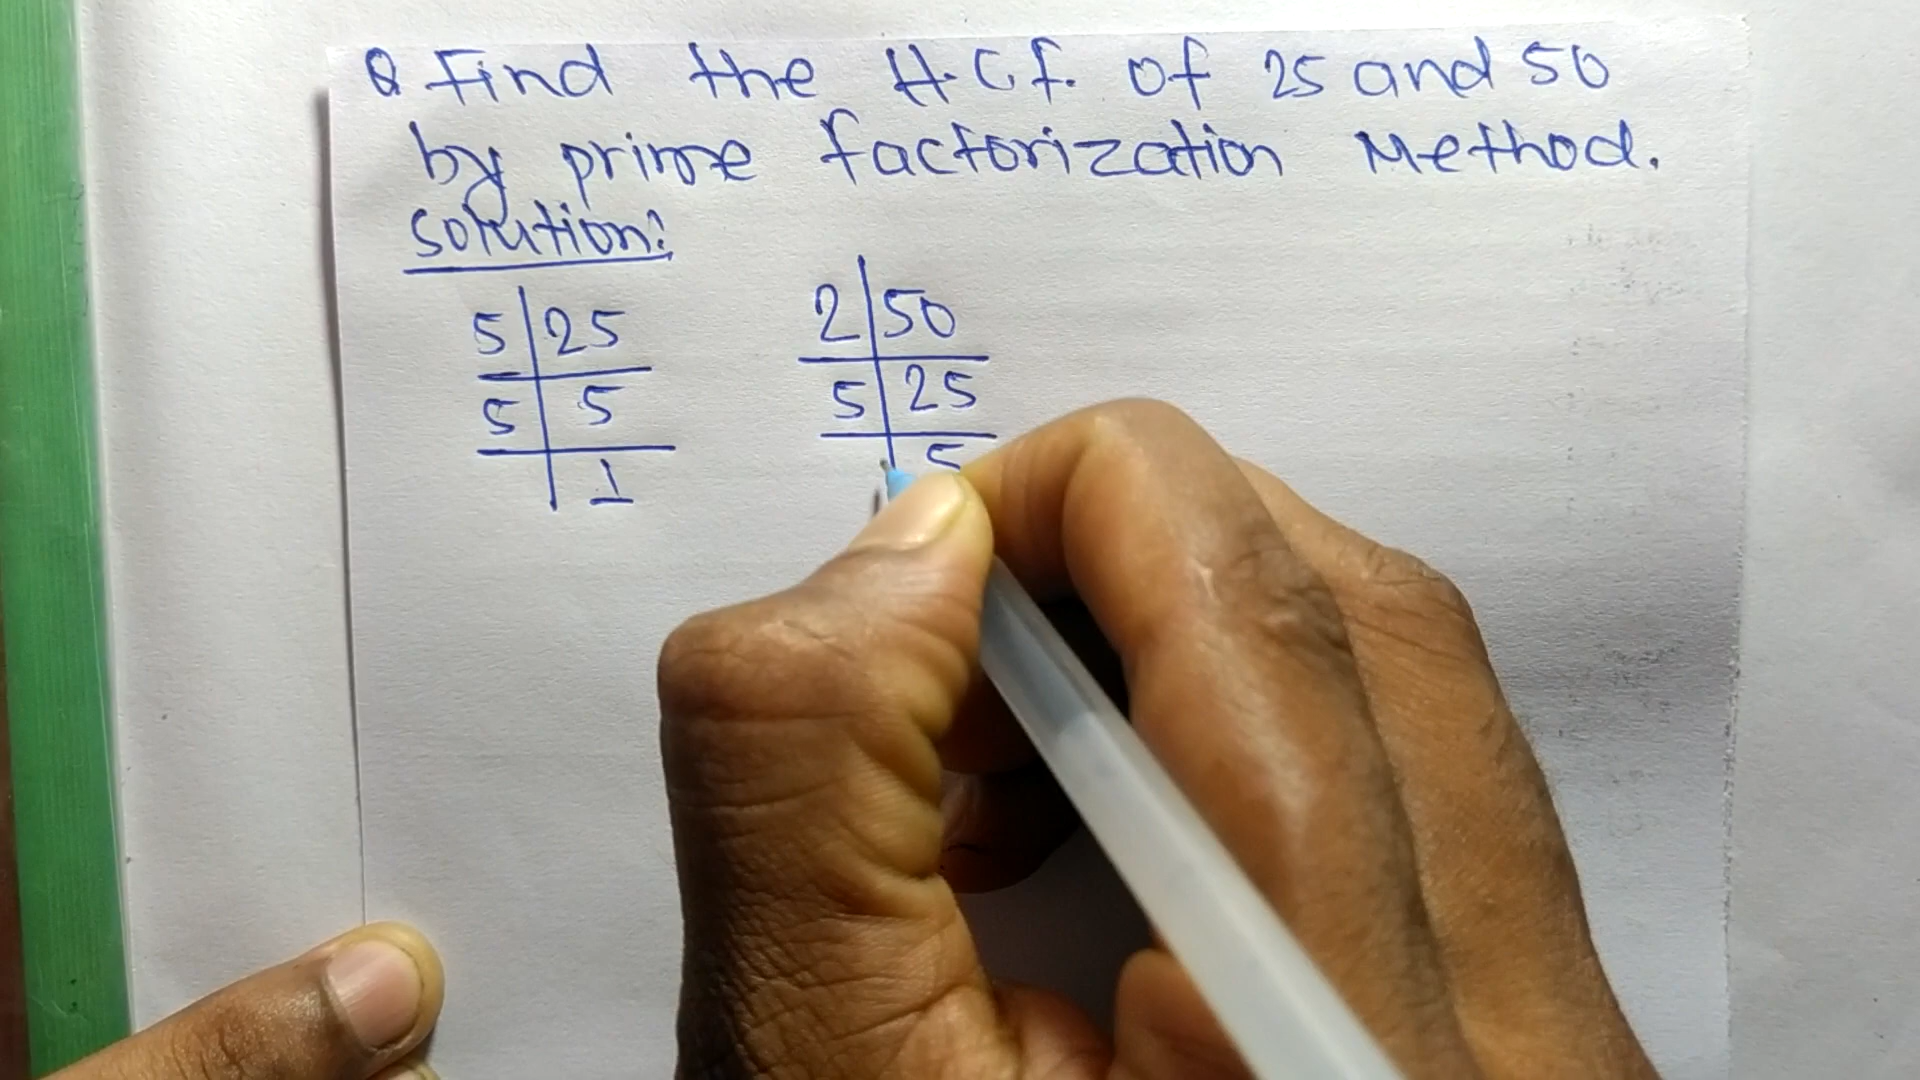 Q Find the H.C.F. of 25 and 50
by prime factorization Method.
Solution:
5 25
5 5
1
2 50
5 25
5